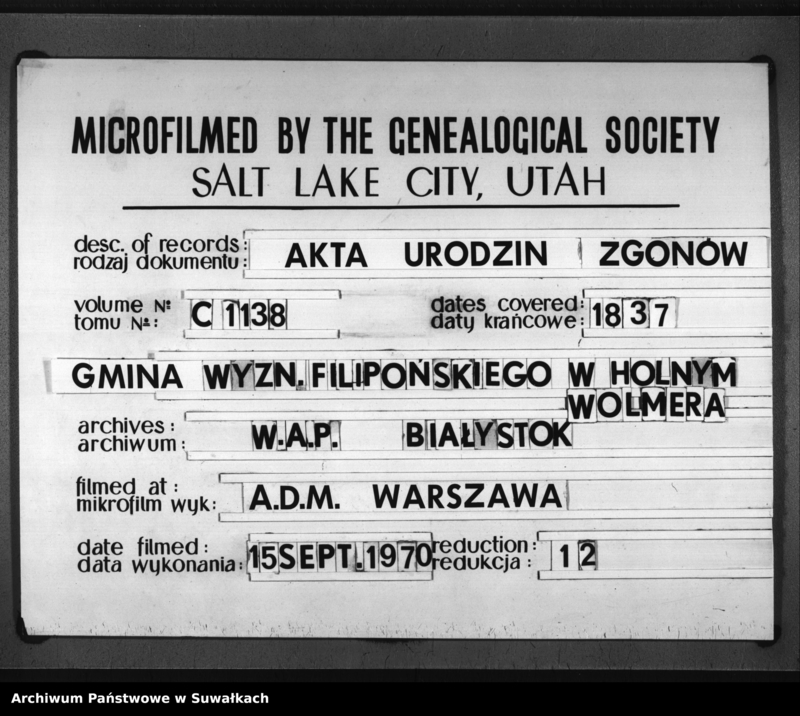 MICROFILMED BY THE GENEALOGICAL SOCIETY
SALT LAKE CITY, UTAH
desc. of records:
rodzaj dokumentu: AKTA URODZIN ZGONÓW
volume №
tomu №: C 1138
dates covered:
daty krańcowe: 1837
GMINA WYZN. FILIPOŃSKIEGO W HOLNYM
WOLMERA
archives:
archiwum: W.A.P. BIAŁYSTOK
filmed at:
mikrofilm wyk: A.D.M. WARSZAWA
date filmed:
data wykonania: 15 SEPT. 1970
reduction:
redukcja: 12
Archiwum Państwowe w Suwałkach